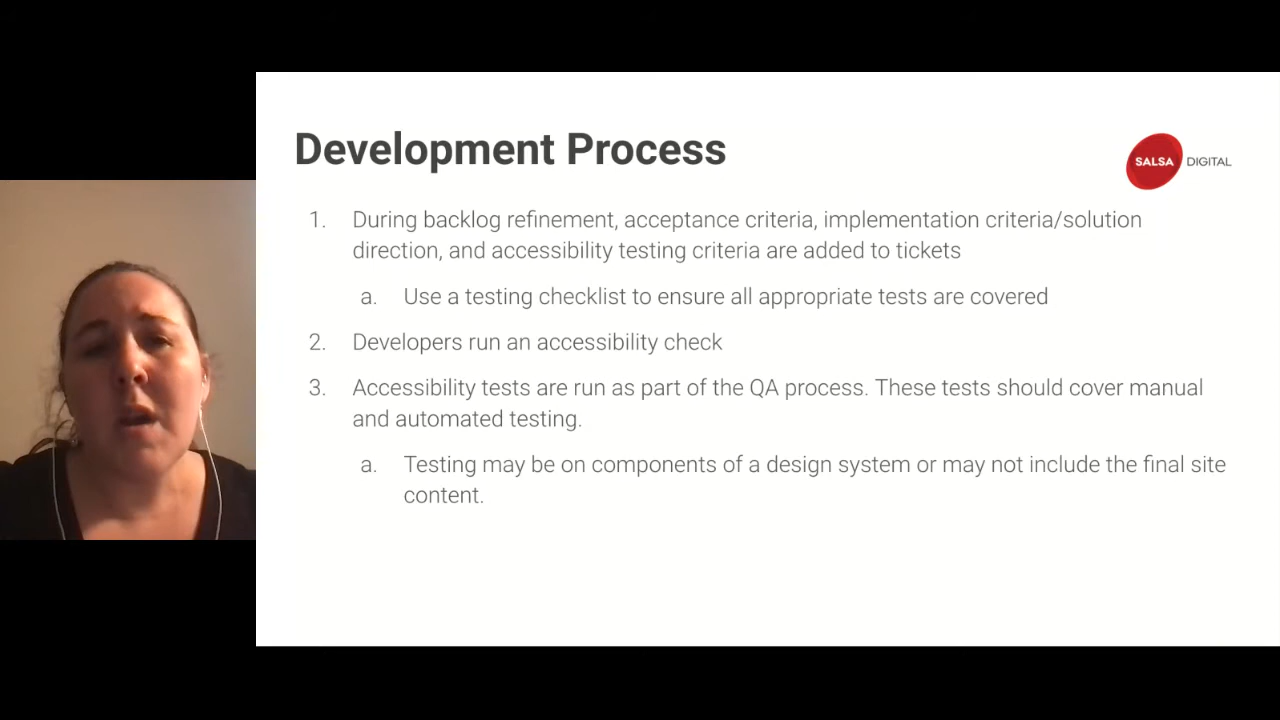 Development Process
SALSA DIGITAL
1. During backlog refinement, acceptance criteria, implementation criteria/solution
direction, and accessibility testing criteria are added to tickets
a. Use a testing checklist to ensure all appropriate tests are covered
2. Developers run an accessibility check
3. Accessibility tests are run as part of the QA process. These tests should cover manual
and automated testing.
a. Testing may be on components of a design system or may not include the final site
content.